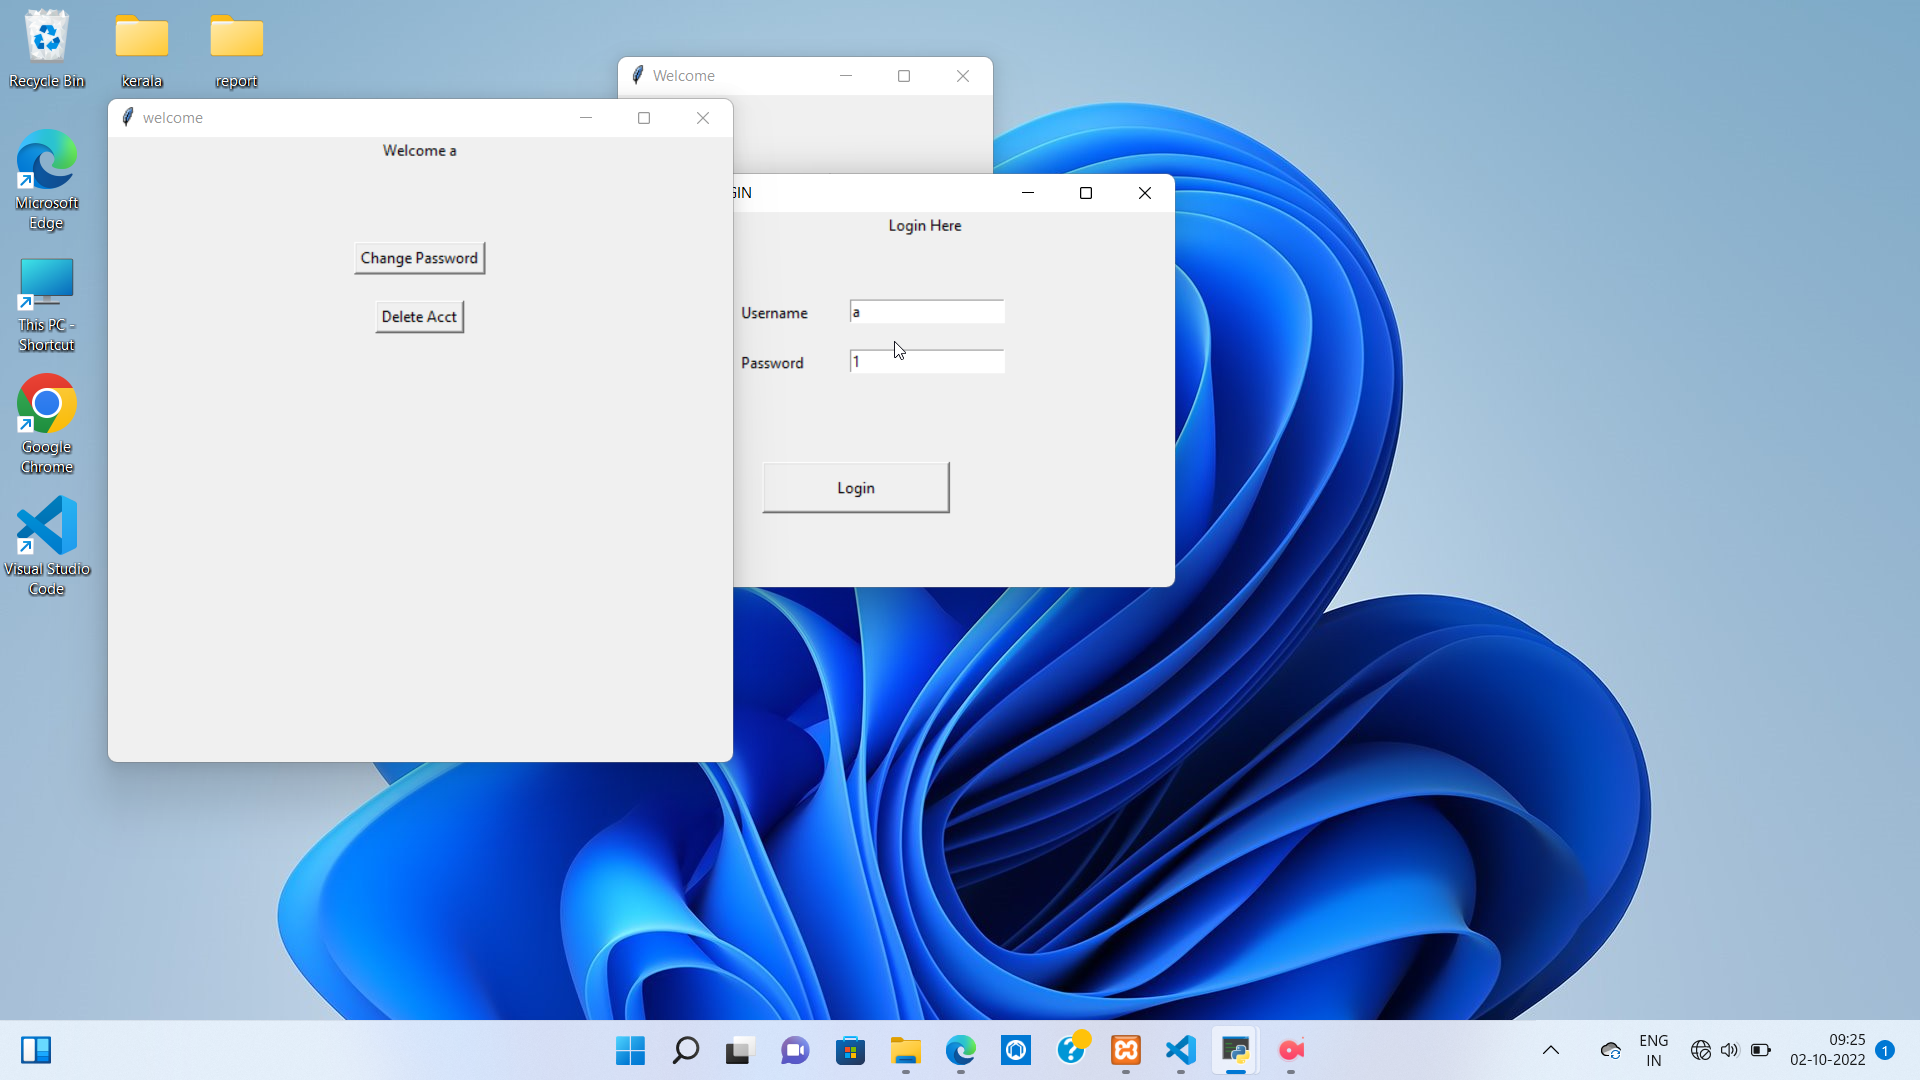 Recycle Bin
kerala
report
Microsoft
Edge
This PC -
Shortcut
Google
Chrome
Visual Studio
Code
Welcome
welcome
Welcome a
Change Password
Delete Acct
GIN
Login Here
Username
a
Password
1
Login
ENG
IN
09:25
02-10-2022
1